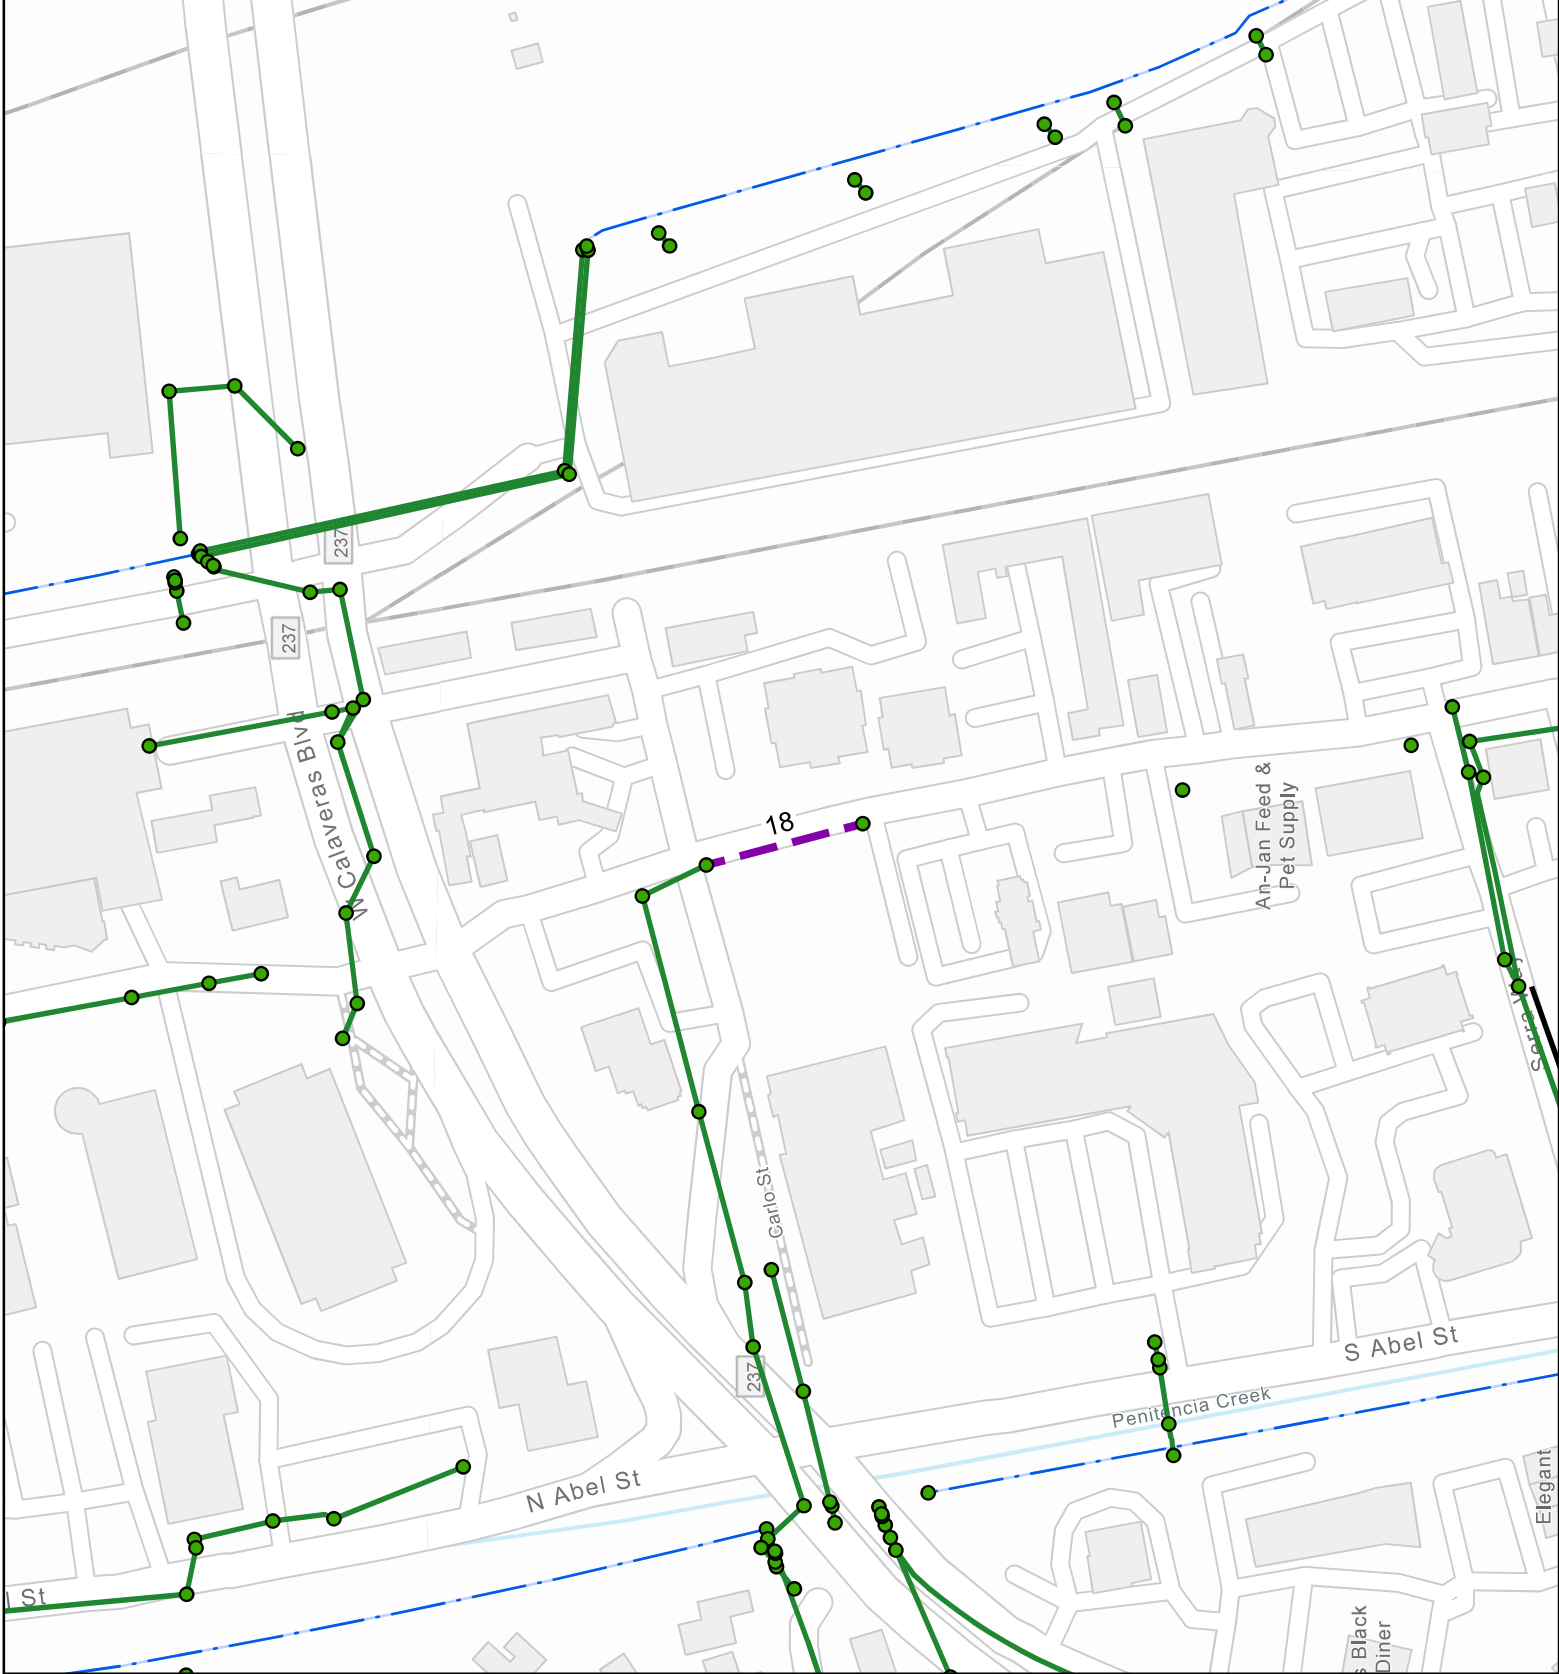 237
237
W Calaveras Blvd
18
An-Jan Feed &
Pet Supply
Carlo St
237
S Abel St
Penitencia Creek
N Abel St
Elegant
St
s Black
Diner